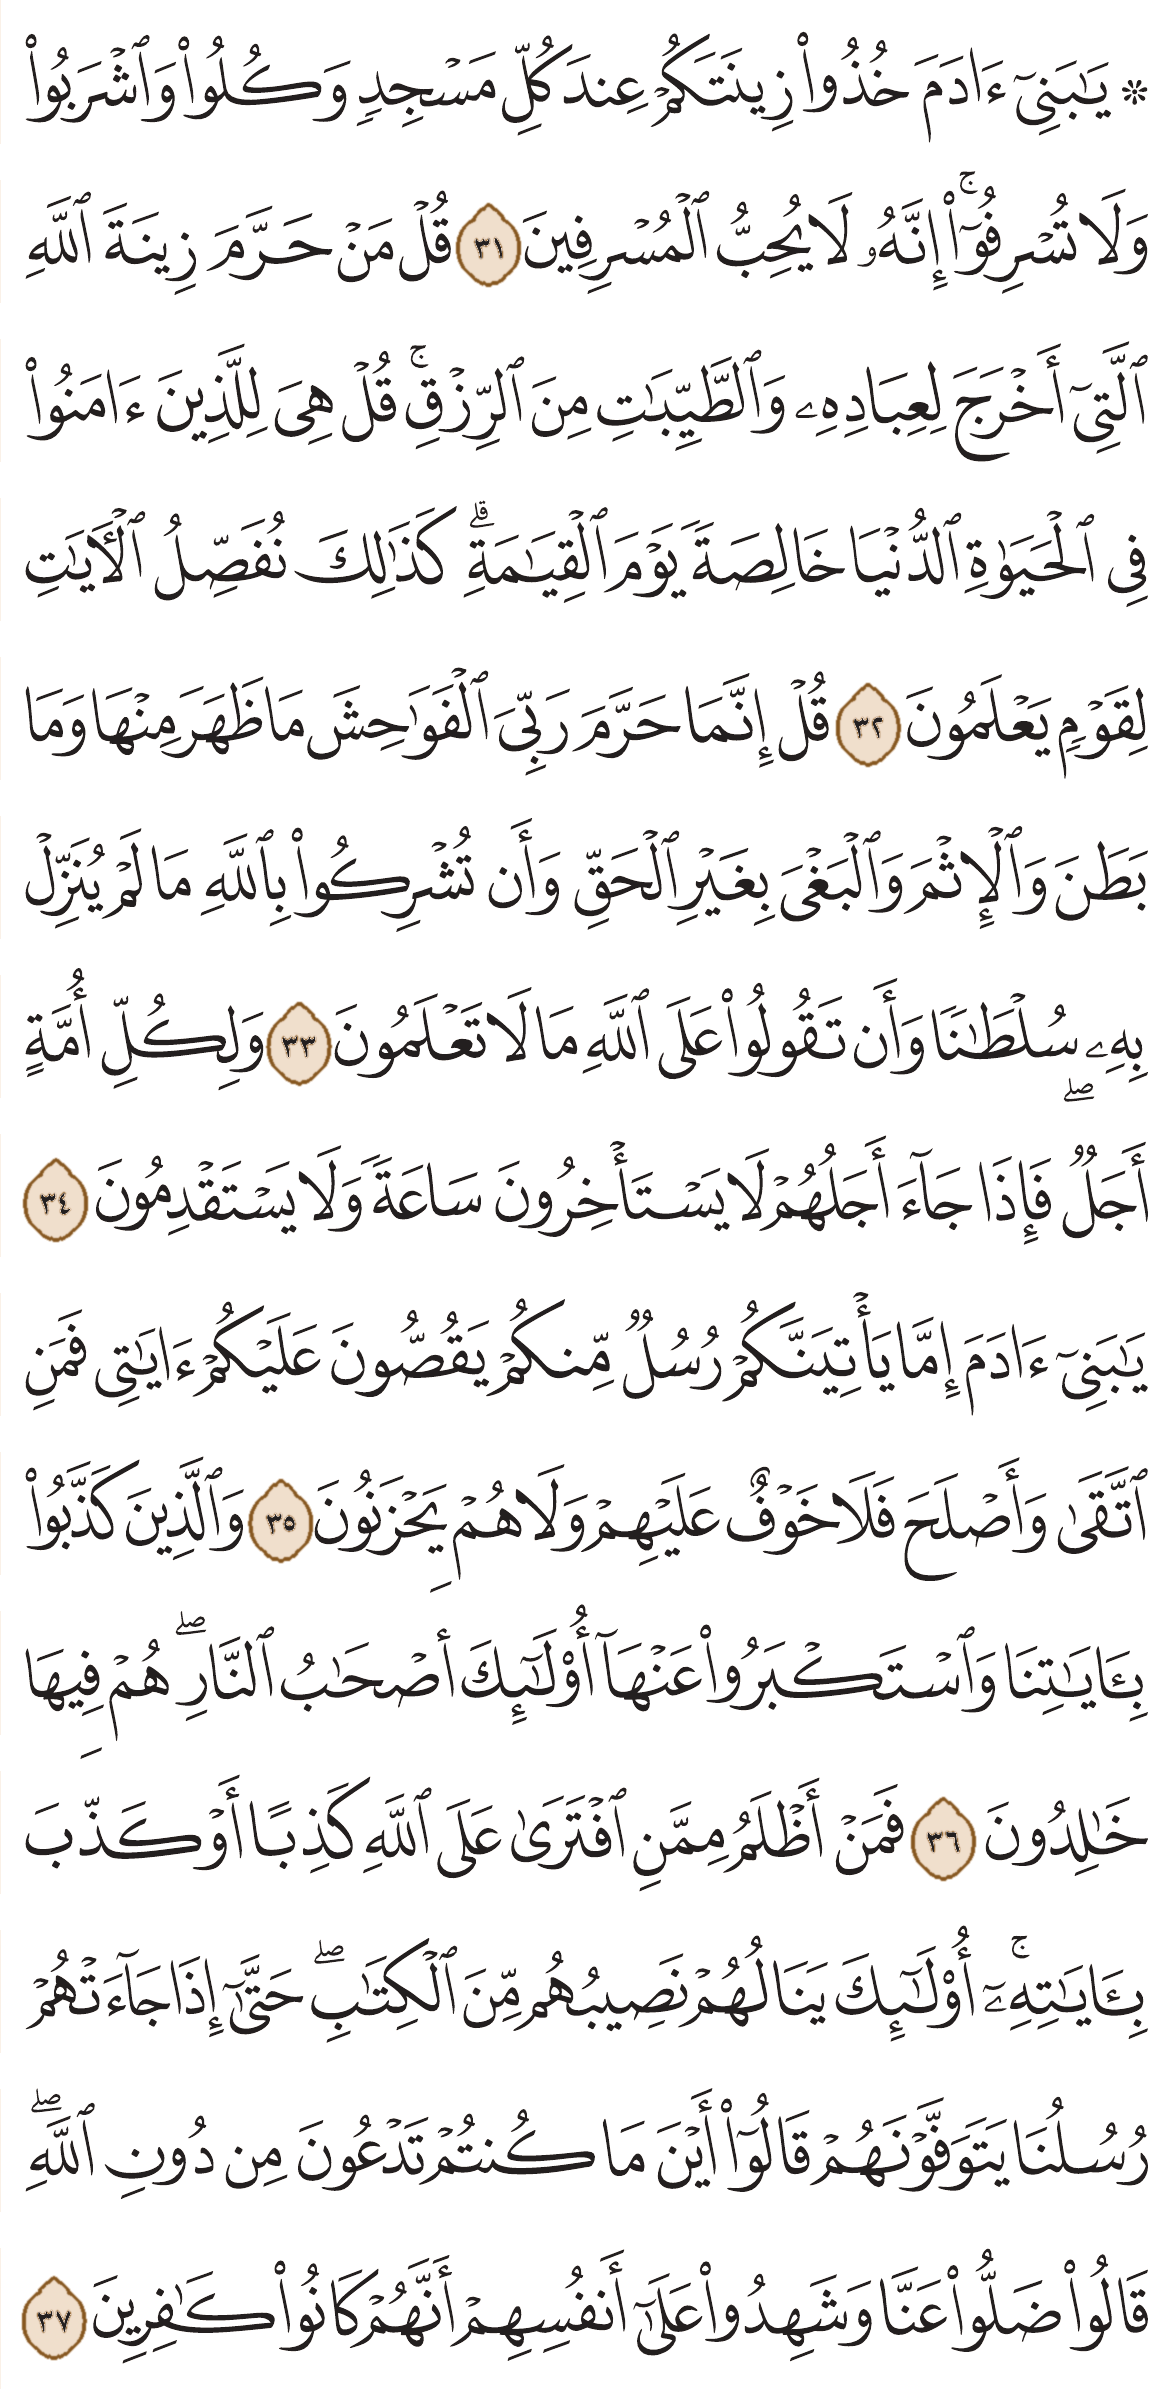 ۞ يَٰبَنِيٓ ءَادَمَ خُذُواْ زِينَتَكُمۡ عِندَ كُلِّ مَسۡجِدٖ وَكُلُواْ وَٱشۡرَبُواْ
وَلَا تُسۡرِفُوٓاْۚ إِنَّهُۥ لَا يُحِبُّ ٱلۡمُسۡرِفِينَ ٣١ قُلۡ مَنۡ حَرَّمَ زِينَةَ ٱللَّهِ
ٱلَّتِيٓ أَخۡرَجَ لِعِبَادِهِۦ وَٱلطَّيِّبَٰتِ مِنَ ٱلرِّزۡقِۚ قُلۡ هِيَ لِلَّذِينَ ءَامَنُواْ
فِي ٱلۡحَيَوٰةِ ٱلدُّنۡيَا خَالِصَةٗ يَوۡمَ ٱلۡقِيَٰمَةِۗ كَذَٰلِكَ نُفَصِّلُ ٱلۡأٓيَٰتِ
لِقَوۡمٖ يَعۡلَمُونَ ٣٢ قُلۡ إِنَّمَا حَرَّمَ رَبِّيَ ٱلۡفَوَٰحِشَ مَا ظَهَرَ مِنۡهَا وَمَا
بَطَنَ وَٱلۡإِثۡمَ وَٱلۡبَغۡيَ بِغَيۡرِ ٱلۡحَقِّ وَأَن تُشۡرِكُواْ بِٱللَّهِ مَا لَمۡ يُنَزِّلۡ
بِهِۦ سُلۡطَٰنٗا وَأَن تَقُولُواْ عَلَى ٱللَّهِ مَا لَا تَعۡلَمُونَ ٣٣ وَلِكُلِّ أُمَّةٍ
أَجَلٞۖ فَإِذَا جَآءَ أَجَلُهُمۡ لَا يَسۡتَأۡخِرُونَ سَاعَةٗ وَلَا يَسۡتَقۡدِمُونَ ٣٤
يَٰبَنِيٓ ءَادَمَ إِمَّا يَأۡتِيَنَّكُمۡ رُسُلٞ مِّنكُمۡ يَقُصُّونَ عَلَيۡكُمۡ ءَايَٰتِي فَمَنِ
ٱتَّقَىٰ وَأَصۡلَحَ فَلَا خَوۡفٌ عَلَيۡهِمۡ وَلَا هُمۡ يَحۡزَنُونَ ٣٥ وَٱلَّذِينَ كَذَّبُواْ
بِـَٔايَٰتِنَا وَٱسۡتَكۡبَرُواْ عَنۡهَآ أُوْلَٰٓئِكَ أَصۡحَٰبُ ٱلنَّارِۖ هُمۡ فِيهَا
خَٰلِدُونَ ٣٦ فَمَنۡ أَظۡلَمُ مِمَّنِ ٱفۡتَرَىٰ عَلَى ٱللَّهِ كَذِبًا أَوۡ كَذَّبَ
بِـَٔايَٰتِهِۦٓۚ أُوْلَٰٓئِكَ يَنَالُهُمۡ نَصِيبُهُم مِّنَ ٱلۡكِتَٰبِۖ حَتَّىٰٓ إِذَا جَآءَتۡهُمۡ
رُسُلُنَا يَتَوَفَّوۡنَهُمۡ قَالُوٓاْ أَيۡنَ مَا كُنتُمۡ تَدۡعُونَ مِن دُونِ ٱللَّهِۖ
قَالُواْ ضَلُّواْ عَنَّا وَشَهِدُواْ عَلَىٰٓ أَنفُسِهِمۡ أَنَّهُمۡ كَانُواْ كَٰفِرِينَ ٣٧